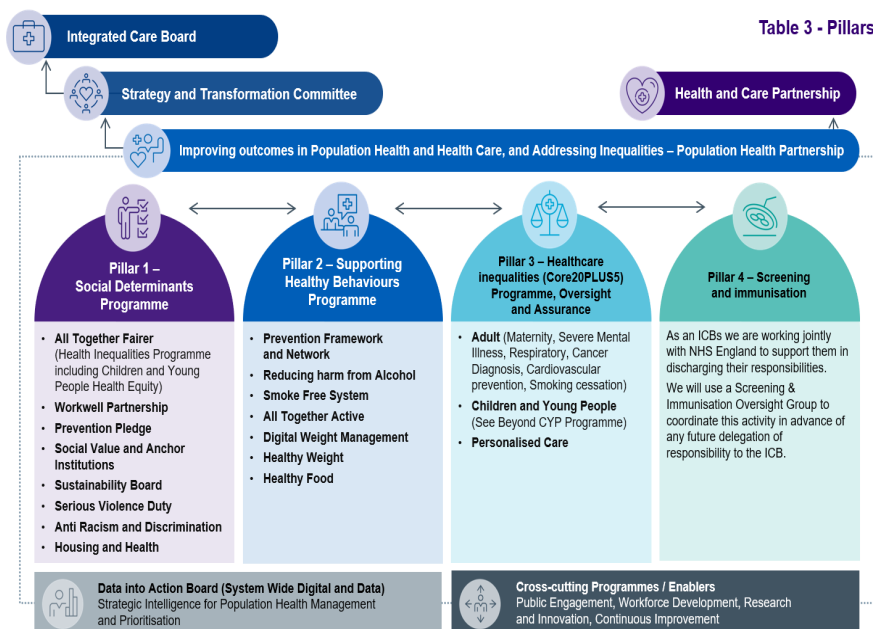 Table 3 - Pillars
Integrated Care Board
Strategy and Transformation Committee
Health and Care Partnership
Improving outcomes in Population Health and Health Care, and Addressing Inequalities – Population Health Partnership
Pillar 1 –
Social Determinants
Programme
• All Together Fairer
(Health Inequalities Programme
including Children and Young
People Health Equity)
• Workwell Partnership
• Prevention Pledge
• Social Value and Anchor
Institutions
• Sustainability Board
• Serious Violence Duty
• Anti Racism and Discrimination
• Housing and Health
Pillar 2 – Supporting
Healthy Behaviours
Programme
• Prevention Framework
and Network
• Reducing harm from Alcohol
• Smoke Free System
• All Together Active
• Digital Weight Management
• Healthy Weight
• Healthy Food
Pillar 3 – Healthcare
inequalities (Core20PLUS5)
Programme, Oversight
and Assurance
• Adult (Maternity, Severe Mental
Illness, Respiratory, Cancer
Diagnosis, Cardiovascular
prevention, Smoking cessation)
• Children and Young People
(See Beyond CYP Programme)
• Personalised Care
Pillar 4 – Screening
and immunisation
As an ICBs we are working jointly
with NHS England to support them in
discharging their responsibilities.
We will use a Screening &
Immunisation Oversight Group to
coordinate this activity in advance of
any future delegation of
responsibility to the ICB.
Data into Action Board (System Wide Digital and Data)
Strategic Intelligence for Population Health Management
and Prioritisation
Cross-cutting Programmes / Enablers
Public Engagement, Workforce Development, Research
and Innovation, Continuous Improvement